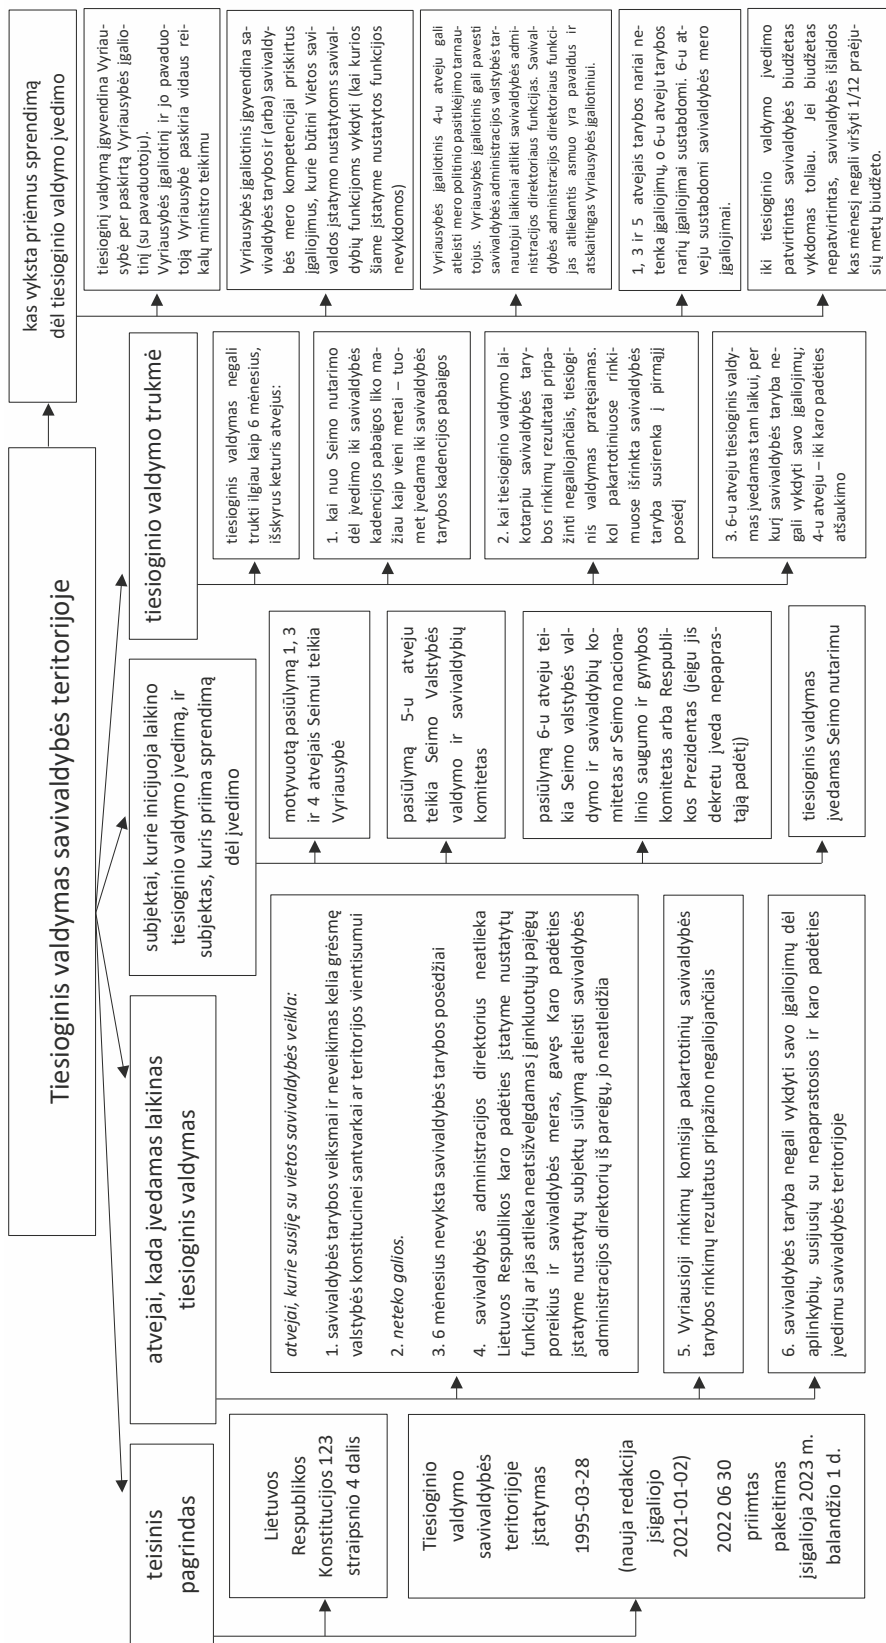 Tiesioginis valdymas savivaldybės teritorijoje
teisinis
pagrindas
Lietuvos
Respublikos
Konstitucijos 123
straipsnio 4 dalis
Tiesioginio
valdymo
savivaldybės
teritorijoje
įstatymas
1995-03-28
(nauja redakcija
įsigaliojo
2021-01-02)
2022 06 30
priimtas
pakeitimas
įsigalioja 2023 m.
balandžio 1 d.
atvejai, kada įvedamas laikinas
tiesioginis valdymas
atvejai, kurie susiję su vietos savivaldybės veikla:
1. savivaldybės tarybos veiksmai ir neveikimas kelia grėsmę
valstybės konstitucinei santvarkai ar teritorijos vientisumui
2. neteko galios.
3. 6 mėnesius nevyksta savivaldybės tarybos posėdžiai
4. savivaldybės administracijos direktorius neatlieka
Lietuvos Respublikos karo padėties įstatyme nustatytų
funkcijų ar jas atlieka neatsižvelgdamas į ginkluotųjų pajėgų
poreikius ir savivaldybės meras, gavęs Karo padėties
įstatyme nustatytų subjektų siūlymą atleisti savivaldybės
administracijos direktorių iš pareigų, jo neatleidžia
5. Vyriausioji rinkimų komisija pakartotinių savivaldybės
tarybos rinkimų rezultatus pripažino negaliojančiais
6. savivaldybės taryba negali vykdyti savo įgaliojimų dėl
aplinkybių, susijusių su nepaprastosios ir karo padėties
įvedimu savivaldybės teritorijoje
subjektai, kurie inicijuoja laikino
tiesioginio valdymo įvedimą, ir
subjektas, kuris priima sprendimą
dėl įvedimo
motyvuotą pasiūlymą 1, 3
ir 4 atvejais Seimui teikia
Vyriausybė
pasiūlymą 5-u atveju
teikia Seimo Valstybės
valdymo ir savivaldybių
komitetas
pasiūlymą 6-u atveju tei-
kia Seimo valstybės val-
dymo ir savivaldybių ko-
mitetas ar Seimo naciona-
linio saugumo ir gynybos
komitetas arba Respubli-
kos Prezidentas (jeigu jis
dekretu įveda nepapras-
tąją padėtį)
tiesioginis valdymas
įvedamas Seimo nutarimu
tiesioginio valdymo trukmė
tiesioginis valdymas negali
trukti ilgiau kaip 6 mėnesius,
išskyrus keturis atvejus:
1. kai nuo Seimo nutarimo
dėl įvedimo iki savivaldybės
kadencijos pabaigos liko ma-
žiau kaip vieni metai – tuo-
met įvedama iki savivaldybės
tarybos kadencijos pabaigos
2. kai tiesioginio valdymo lai-
kotarpiu savivaldybės tary-
bos rinkimų rezultatai pripa-
žinti negaliojančiais, tiesiogi-
nis valdymas pratęsiamas.
kol pakartotiniuose rinki-
muose išrinkta savivaldybės
taryba susirenka į pirmąjį
posėdį
3. 6-u atveju tiesioginis valdy-
mas įvedamas tam laikui, per
kurį savivaldybės taryba ne-
gali vykdyti savo įgaliojimų;
4-u atveju – iki karo padėties
atšaukimo
kas vyksta priėmus sprendimą
dėl tiesioginio valdymo įvedimo
tiesioginį valdymą įgyvendina Vyriau-
sybė per paskirtą Vyriausybės įgalio-
tinį (su pavaduotoju).
Vyriausybės įgaliotinį ir jo pavaduo-
toją Vyriausybė paskiria vidaus rei-
kalų ministro teikimu
Vyriausybės įgaliotinis įgyvendina sa-
vivaldybės tarybos ir (arba) savivaldy-
bės mero kompetencijai priskirtus
įgaliojimus, kurie būtini Vietos savi-
valdos įstatymo nustatytoms savival-
dybių funkcijoms vykdyti (kai kurios
šiame įstatyme nustatytos funkcijos
nevykdomos)
Vyriausybės įgaliotinis 4-u atveju gali
atleisti mero politinio pasitikėjimo tarnau-
tojus. Vyriausybės įgaliotinis gali pavesti
savivaldybės administracijos valstybės tar-
nautojui laikinai atlikti savivaldybės admi-
nistracijos direktoriaus funkcijas. Savival-
dybės administracijos direktoriaus funkci-
jas atliekantis asmuo yra pavaldus ir
atskaitingas Vyriausybės įgaliotiniui.
1, 3 ir 5 atvejais tarybos nariai ne-
tenka įgaliojimų, o 6-u atveju tarybos
narių įgaliojimai sustabdomi. 6-u at-
veju sustabdomi savivaldybės mero
įgaliojimai.
iki tiesioginio valdymo įvedimo
patvirtintas savivaldybės biudžetas
vykdomas toliau. Jei biudžetas
nepatvirtintas, savivaldybės išlaidos
kas mėnesį negali viršyti 1/12 praėju-
sių metų biudžeto.